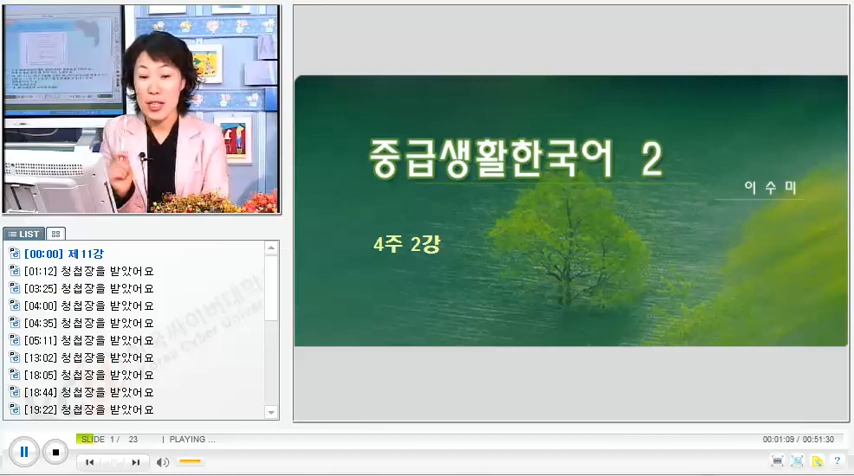 중급생활한국어 2
이 수 미
4주 2강
LIST
[00:00] 제11강
[01:12] 청첩장을 받았어요
[03:25] 청첩장을 받았어요
[04:00] 청첩장을 받았어요
[04:35] 청첩장을 받았어요
[05:11] 청첩장을 받았어요
[13:02] 청첩장을 받았어요
[18:05] 청첩장을 받았어요
[18:44] 청첩장을 받았어요
[19:22] 청첩장을 받았어요
SLIDE 1 / 23 | PLAYING ...
00:01:09 / 00:51:30